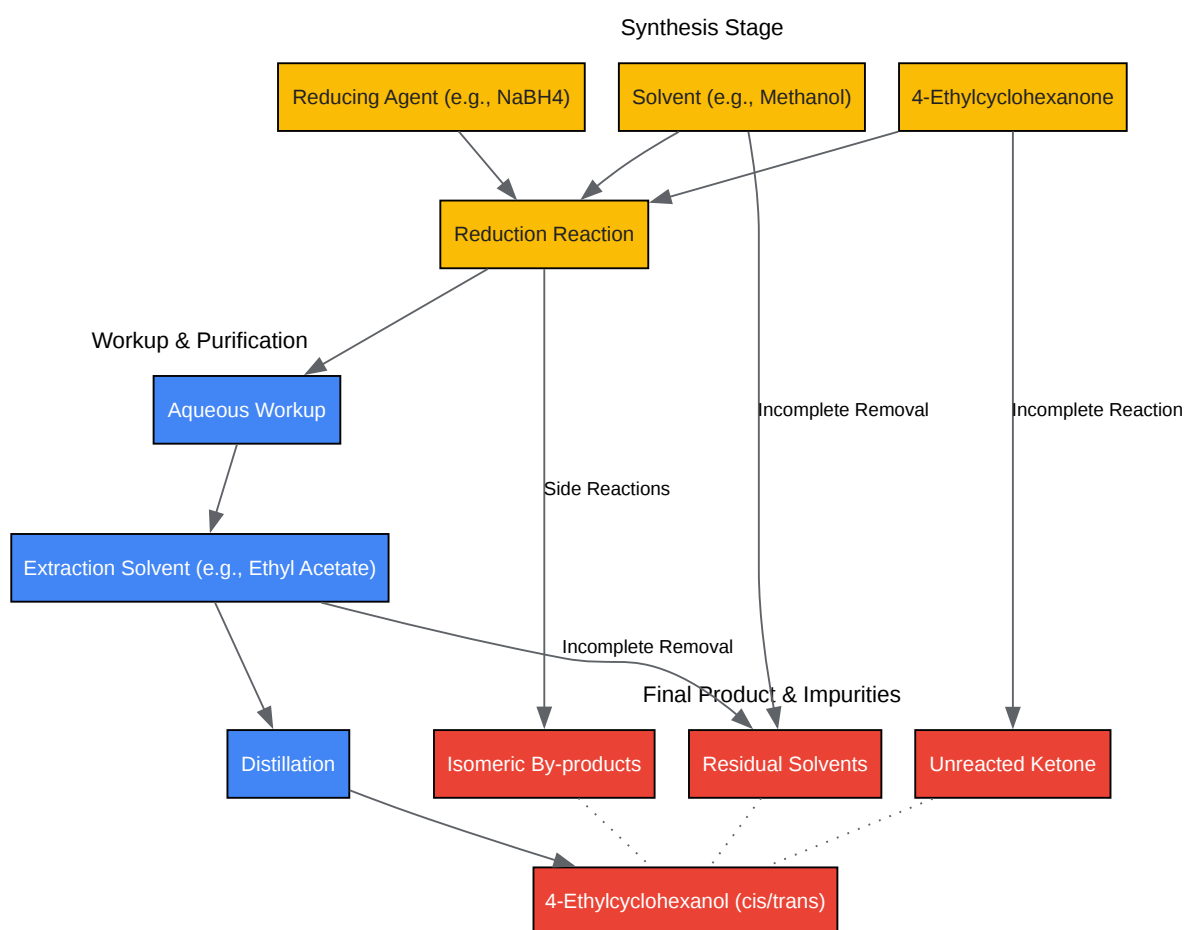 Synthesis Stage
Reducing Agent (e.g., NaBH4)
Solvent (e.g., Methanol)
4-Ethylcyclohexanone
Reduction Reaction
Workup & Purification
Aqueous Workup
Incomplete Removal
Incomplete Reaction
Side Reactions
Extraction Solvent (e.g., Ethyl Acetate)
Incomplete Removal
Final Product & Impurities
Distillation
Isomeric By-products
Residual Solvents
Unreacted Ketone
4-Ethylcyclohexanol (cis/trans)